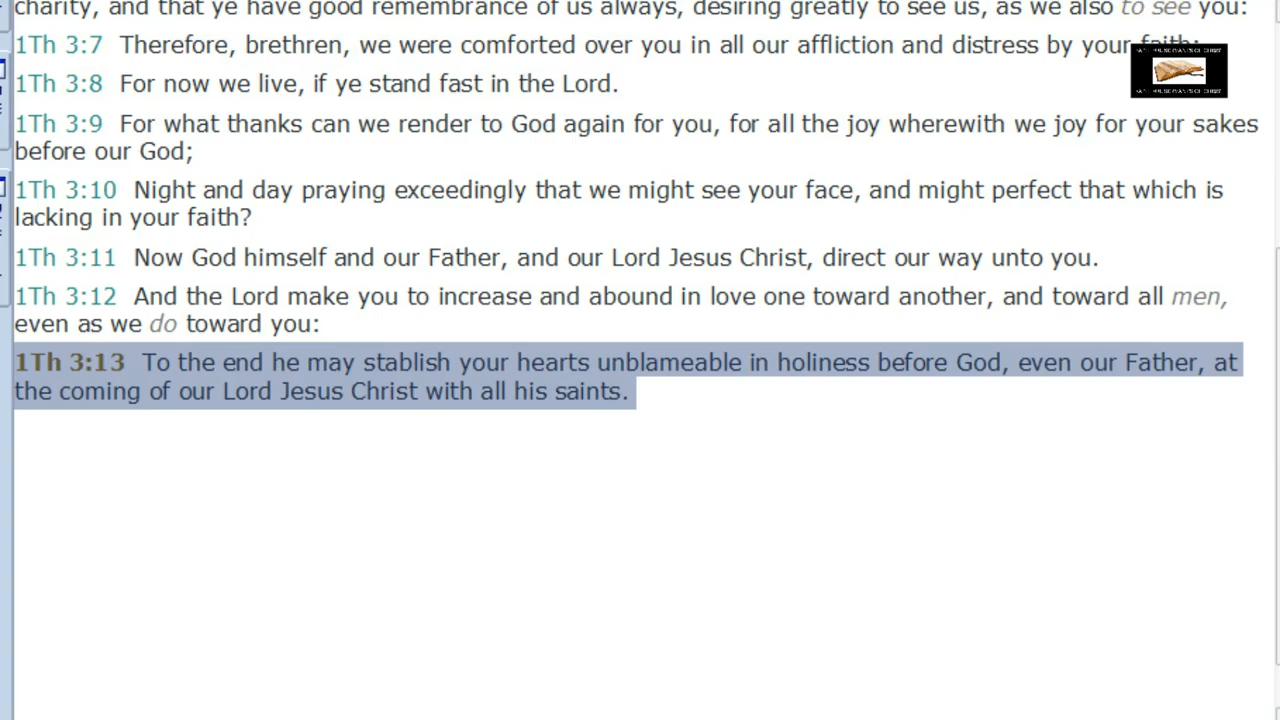 charity, and that ye have good remembrance of us always, desiring greatly to see us, as we also to see you:
1Th 3:7 Therefore, brethren, we were comforted over you in all our affliction and distress by your faith:
1Th 3:8 For now we live, if ye stand fast in the Lord.
1Th 3:9 For what thanks can we render to God again for you, for all the joy wherewith we joy for your sakes
before our God;
1Th 3:10 Night and day praying exceedingly that we might see your face, and might perfect that which is
lacking in your faith?
1Th 3:11 Now God himself and our Father, and our Lord Jesus Christ, direct our way unto you.
1Th 3:12 And the Lord make you to increase and abound in love one toward another, and toward all men,
even as we do toward you:
1Th 3:13 To the end he may stablish your hearts unblameable in holiness before God, even our Father, at
the coming of our Lord Jesus Christ with all his saints.